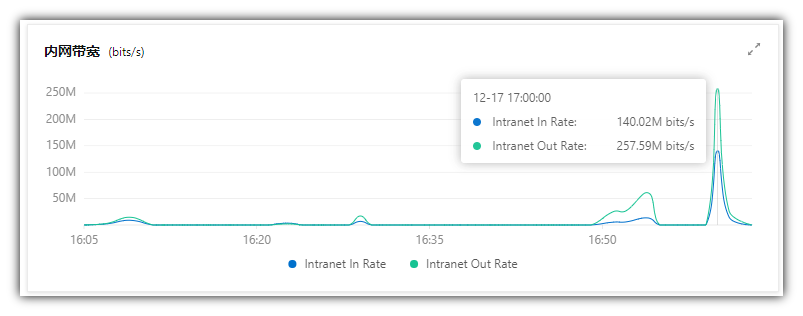 内网带宽 (bits/s)
12-17 17:00:00
Intranet In Rate: 140.02M bits/s
Intranet Out Rate: 257.59M bits/s
250M
200M
150M
100M
50M
16:05 16:20 16:35 16:50
Intranet In Rate Intranet Out Rate